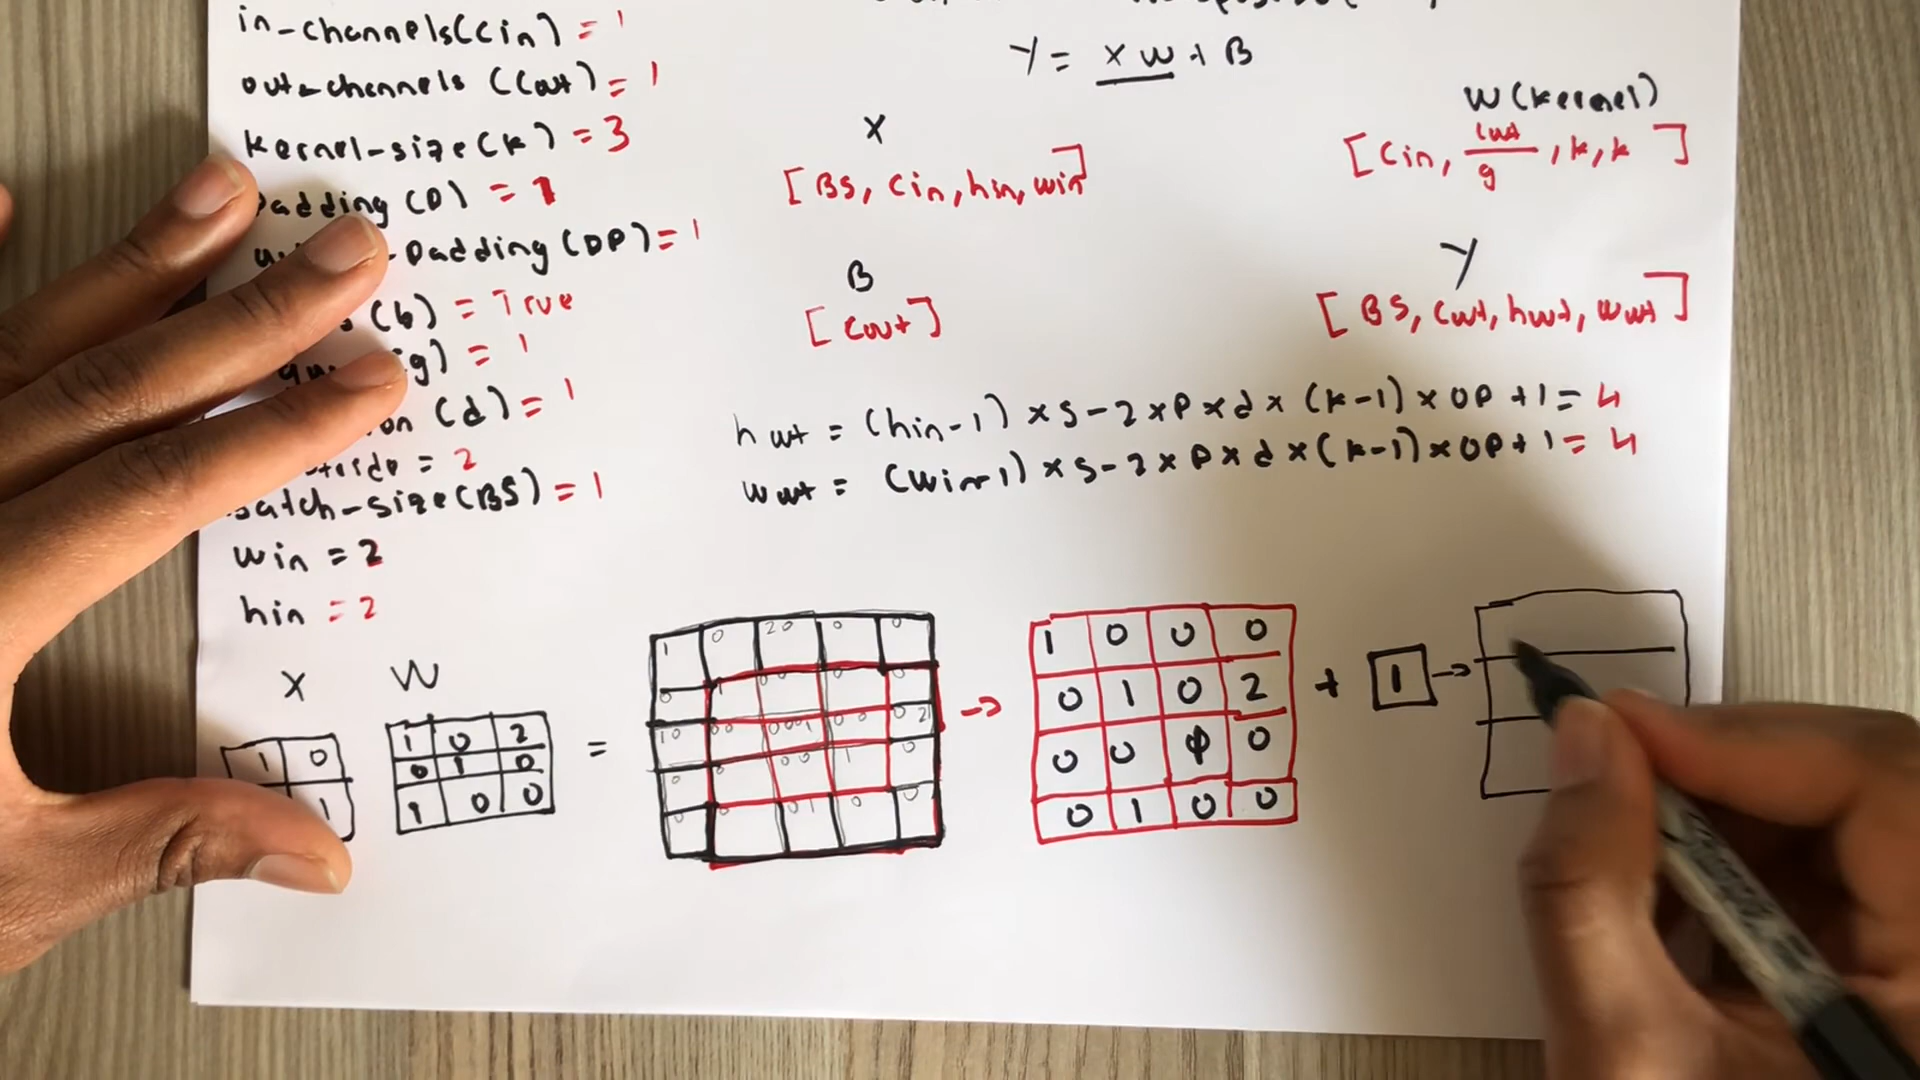 in-channels(Cin) = 1
out-channels (Cout) = 1
kernel-size(k) = 3
Padding (P) = 1
-Padding (OP) = 1
(b) = True
g) = 1
on (d) = 1
= 2
batch-size(BS) = 1
win = 2
hin = 2
Y = XW + B
X
[BS, Cin, hin, win]
W (kernel)
[Cin, Cout/g, k, k]
B
[Cout]
Y
[BS, Cout, hout, wout]
hout = (hin-1) × S - 2 × P × d × (k-1) × OP + 1 = 4
wout = (win-1) × S - 2 × P × d × (k-1) × OP + 1 = 4
X W
1 0
1
1 0 2
0 1 0
1 0 0
=
→
1 0 0 0
0 1 0 2
0 0 0
0 1 0 0
+ 1 →